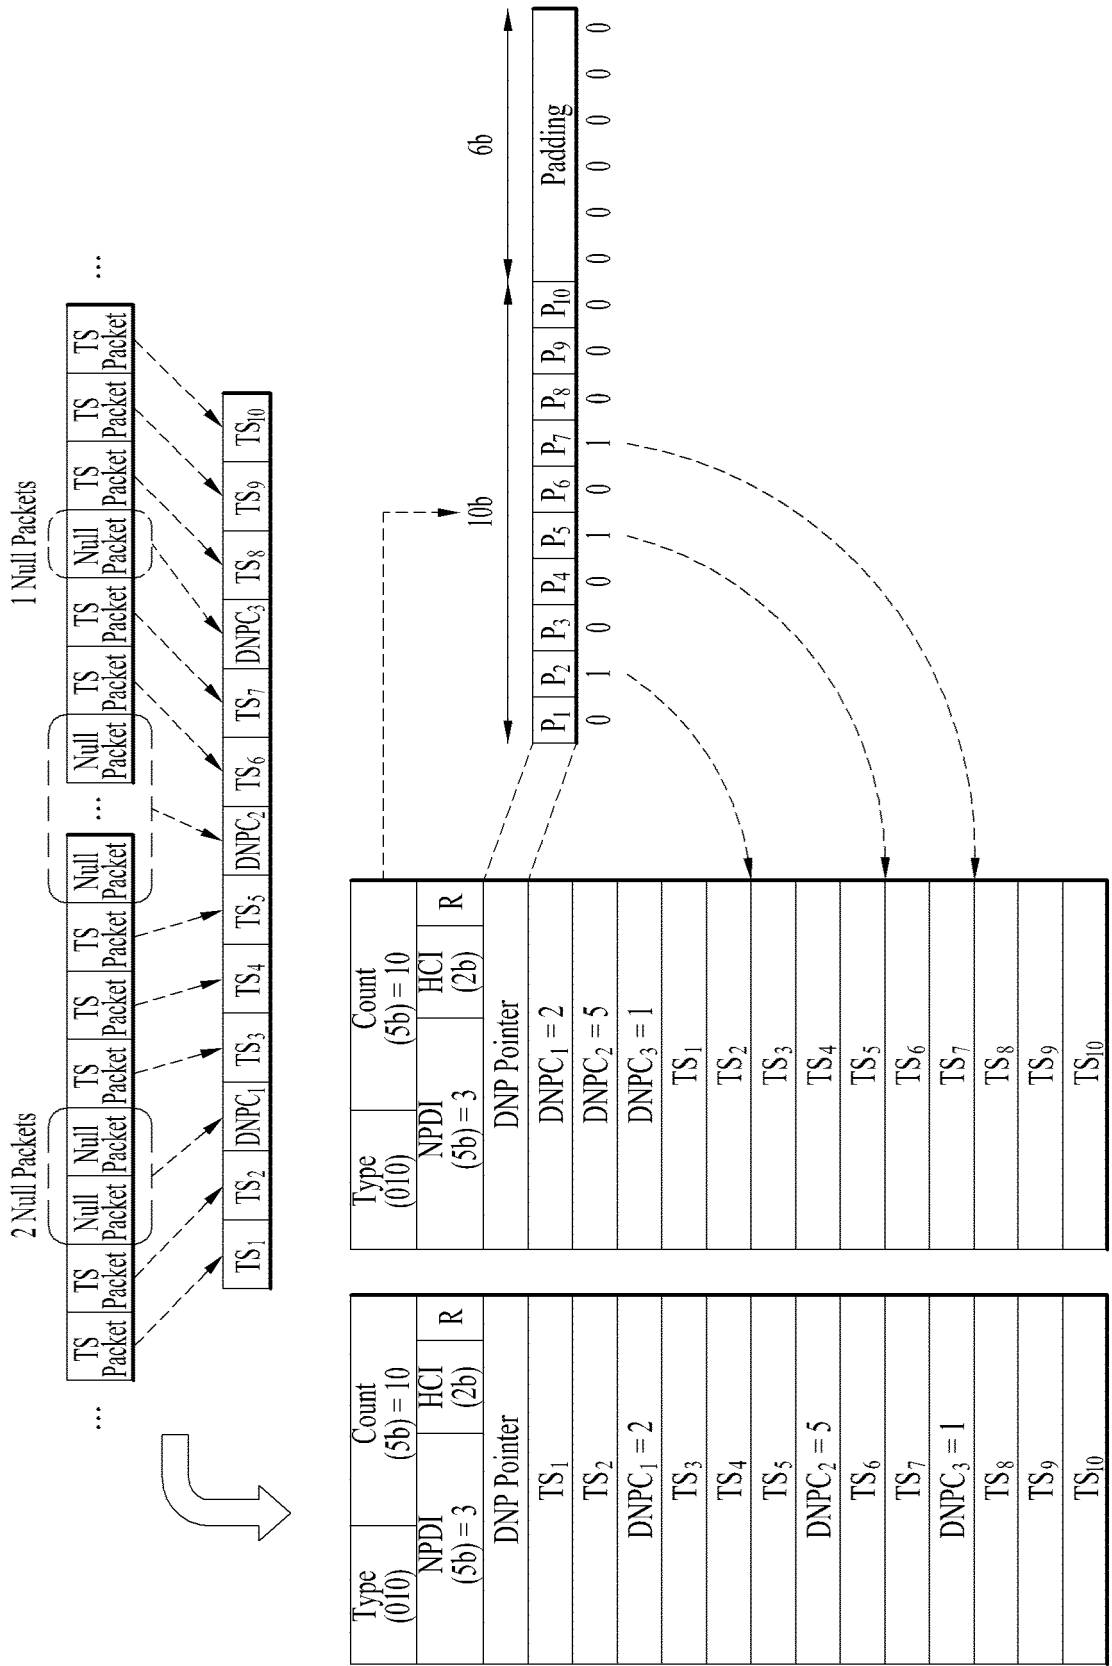 2 Null Packets
1 Null Packets
...
TS Packet
TS Packet
Null Packet
Null Packet
TS Packet
TS Packet
TS Packet
Null Packet
...
Null Packet
TS Packet
TS Packet
Null Packet
TS Packet
TS Packet
TS Packet
...
TS1
TS2
DNPC1
TS3
TS4
TS5
DNPC2
TS6
TS7
DNPC3
TS8
TS9
TS10
Type
(010)
Count
(5b) = 10
NPDI
(5b) = 3
HCI
(2b)
R
DNP Pointer
TS1
TS2
DNPC1 = 2
TS3
TS4
TS5
DNPC2 = 5
TS6
TS7
DNPC3 = 1
TS8
TS9
TS10
Type
(010)
Count
(5b) = 10
NPDI
(5b) = 3
HCI
(2b)
R
DNP Pointer
DNPC1 = 2
DNPC2 = 5
DNPC3 = 1
TS1
TS2
TS3
TS4
TS5
TS6
TS7
TS8
TS9
TS10
10b
6b
P1 P2 P3 P4 P5 P6 P7 P8 P9 P10 Padding
0 1 0 0 1 0 1 0 0 0 0 0 0 0 0 0